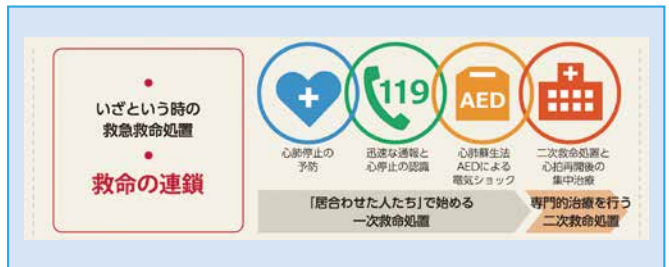 いざという時の
救急救命処置
救命の連鎖
119
AED
心肺停止の
予防
迅速な通報と
心停止の認識
心肺蘇生法
AEDによる
電気ショック
二次救命処置と
心拍再開後の
集中治療
「居合わせた人たち」で始める
一次救命処置
専門的治療を行う
二次救命処置